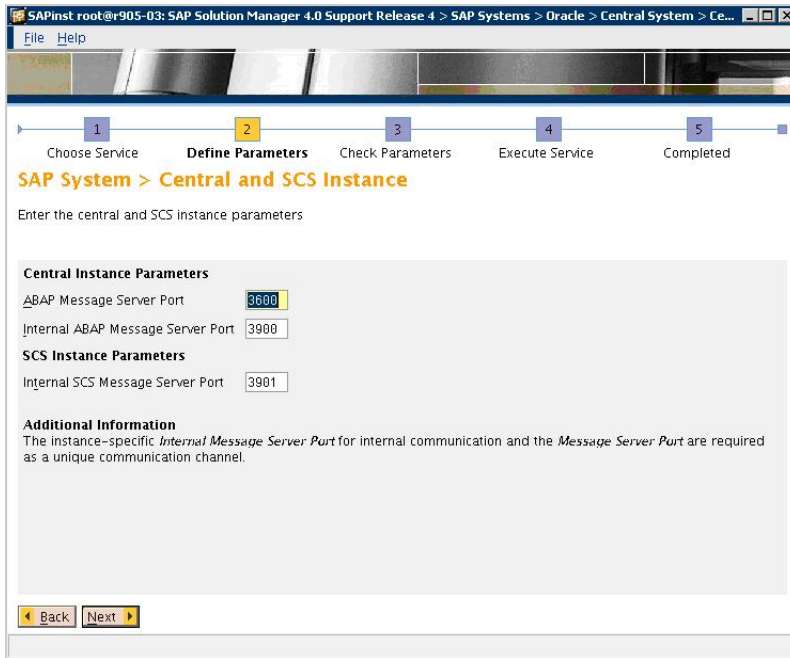 SAPinst root@r905-03: SAP Solution Manager 4.0 Support Release 4 > SAP Systems > Oracle > Central System > Ce...
File Help
1 2 3 4 5
Choose Service Define Parameters Check Parameters Execute Service Completed
SAP System > Central and SCS Instance
Enter the central and SCS instance parameters
Central Instance Parameters
ABAP Message Server Port 3600
Internal ABAP Message Server Port 3900
SCS Instance Parameters
Internal SCS Message Server Port 3901
Additional Information
The instance-specific Internal Message Server Port for internal communication and the Message Server Port are required
as a unique communication channel.
Back Next